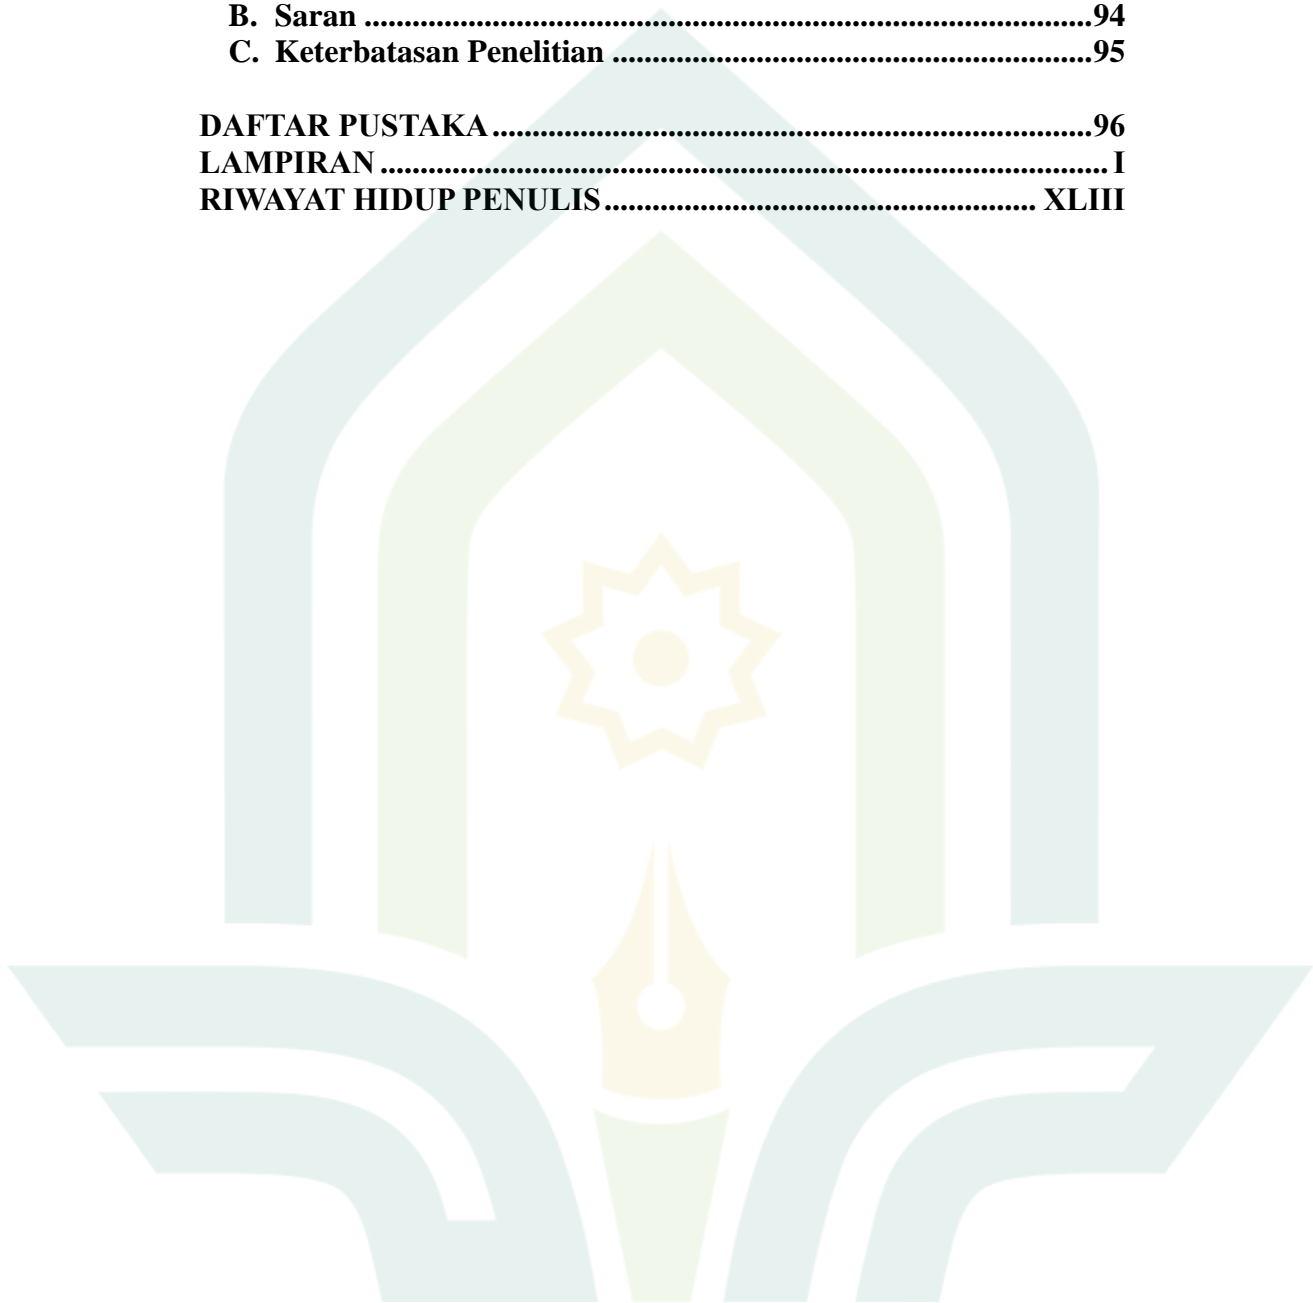 B. Saran ..........................................................................................94
C. Keterbatasan Penelitian ...........................................................95
DAFTAR PUSTAKA..........................................................................96
LAMPIRAN.......................................................................................... I
RIWAYAT HIDUP PENULIS..................................................... XLIII